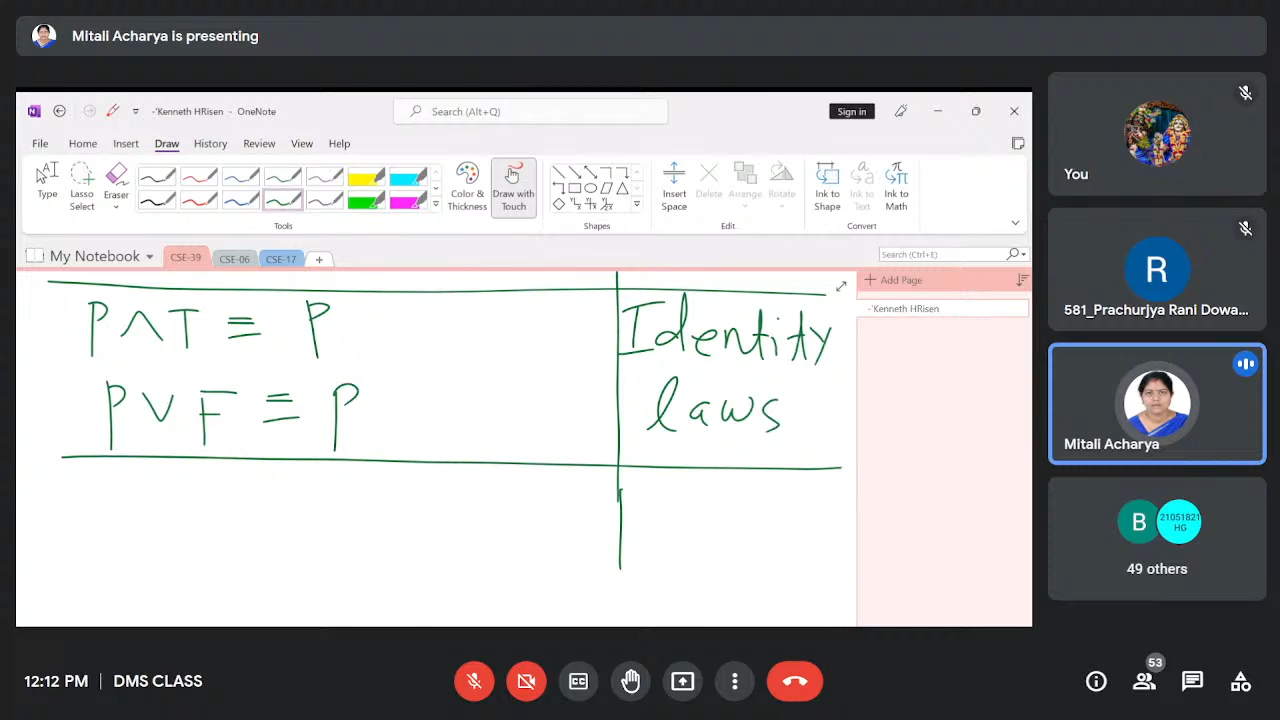 Mitali Acharya is presenting
-'Kenneth HRisen - OneNote
Search (Alt+Q)
Sign in
File Home Insert Draw History Review View Help
Type
Lasso Select
Eraser
Color & Thickness
Draw with Touch
Insert Space
Delete
Arrange
Rotate
Ink to Shape
Ink to Text
Ink to Math
Tools
Shapes
Edit
Convert
My Notebook
CSE-39
CSE-06
CSE-17
Search (Ctrl+E)
Add Page
-'Kenneth HRisen
P ∧ T ≡ P
Identity
P ∨ F ≡ P
laws
You
R
581_Prachurjya Rani Dowa...
Mitali Acharya
B
21051821 HG
49 others
12:12 PM | DMS CLASS
CC
53